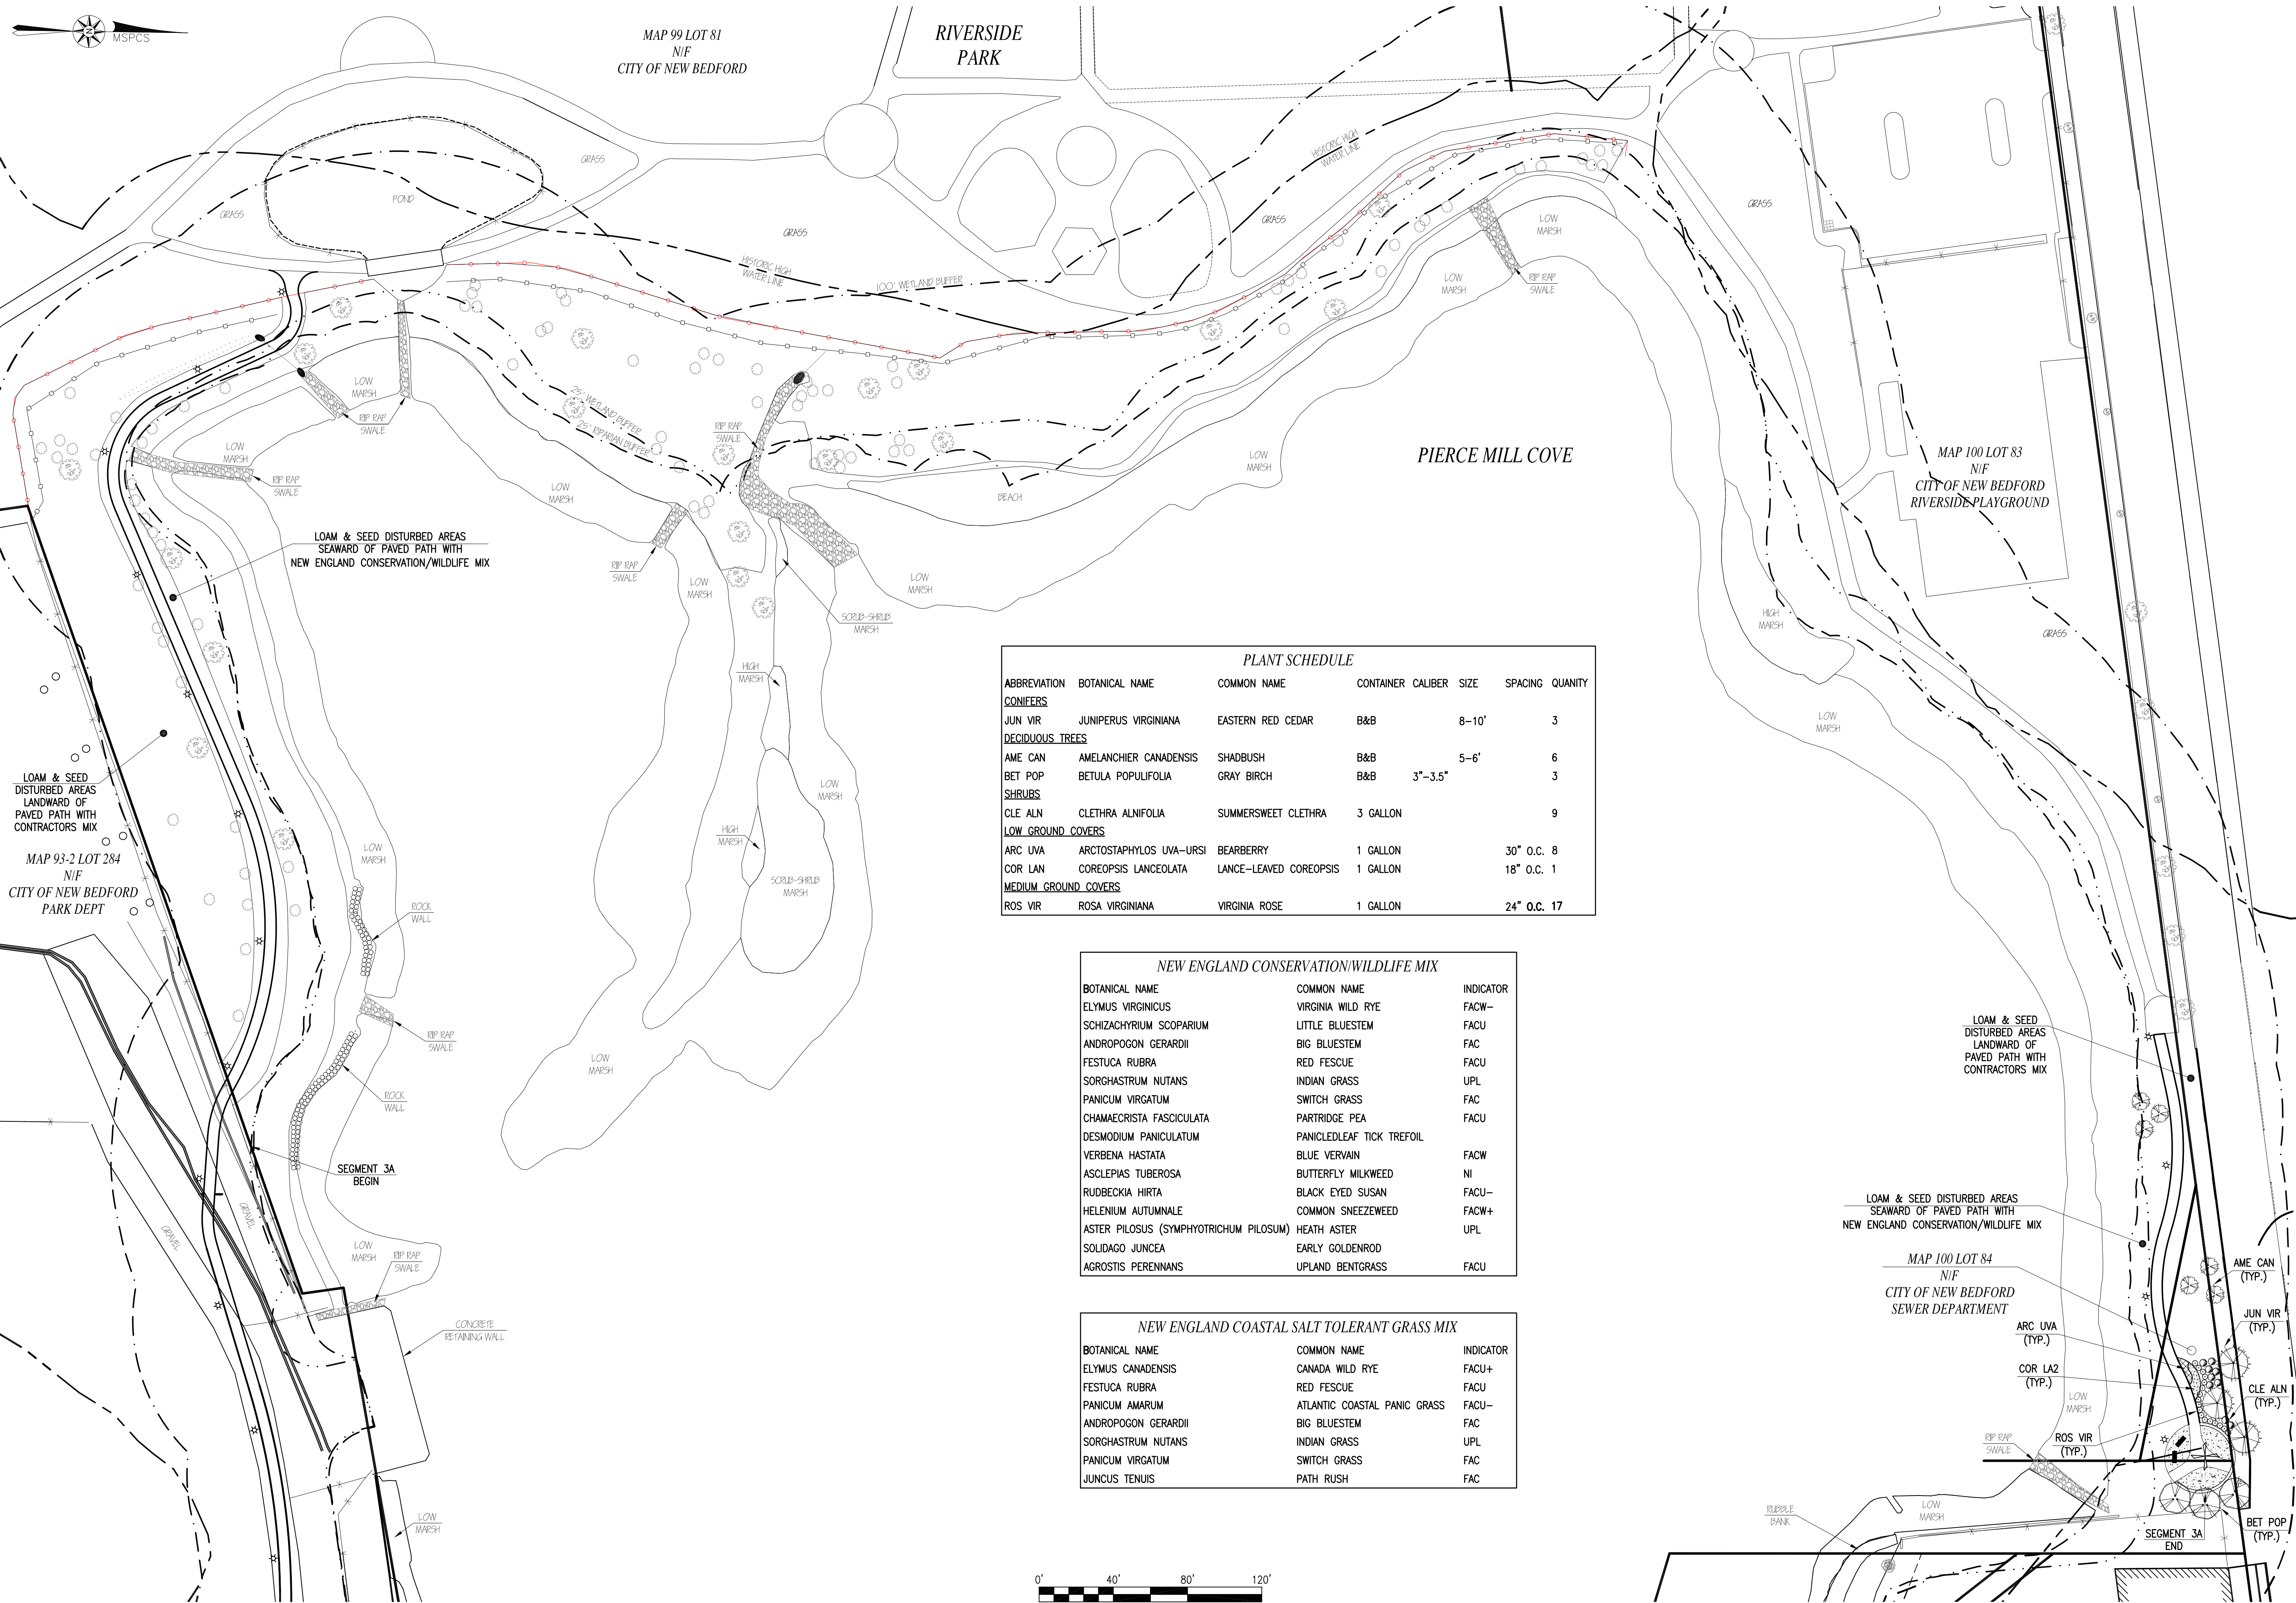 MSPCS
MAP 99 LOT 81
N/F
CITY OF NEW BEDFORD
RIVERSIDE
PARK
GRASS
GRASS
POND
GRASS
HISTORIC HIGH
WATER LINE
100' WETLAND BUFFER
HISTORIC HIGH
WATER LINE
GRASS
GRASS
LOW
MARSH
LOW
MARSH
RIP RAP
SWALE
LOW
MARSH
RIP RAP
SWALE
LOW
MARSH
RIP RAP
SWALE
25' WETLAND BUFFER
25' RIPARIAN BUFFER
RIP RAP
SWALE
LOW
MARSH
BEACH
LOW
MARSH
PIERCE MILL COVE
MAP 100 LOT 83
N/F
CITY OF NEW BEDFORD
RIVERSIDE PLAYGROUND
LOAM & SEED DISTURBED AREAS
SEAWARD OF PAVED PATH WITH
NEW ENGLAND CONSERVATION/WILDLIFE MIX
RIP RAP
SWALE
LOW
MARSH
LOW
MARSH
SCRUB-SHRUB
MARSH
HIGH
MARSH
GRASS
HIGH
MARSH
LOW
MARSH
LOW
MARSH
HIGH
MARSH
SCRUB-SHRUB
MARSH
LOW
MARSH
LOAM & SEED
DISTURBED AREAS
LANDWARD OF
PAVED PATH WITH
CONTRACTORS MIX
MAP 93-2 LOT 284
N/F
CITY OF NEW BEDFORD
PARK DEPT
LOW
MARSH
ROCK
WALL
RIP RAP
SWALE
ROCK
WALL
SEGMENT 3A
BEGIN
GRAVEL
GRAVEL
LOW
MARSH
RIP RAP
SWALE
CONCRETE
RETAINING WALL
LOW
MARSH
PLANT SCHEDULE
ABBREVIATION BOTANICAL NAME COMMON NAME CONTAINER CALIBER SIZE SPACING QUANITY
CONIFERS
JUN VIR JUNIPERUS VIRGINIANA EASTERN RED CEDAR B&B 8-10' 3
DECIDUOUS TREES
AME CAN AMELANCHIER CANADENSIS SHADBUSH B&B 5-6' 6
BET POP BETULA POPULIFOLIA GRAY BIRCH B&B 3"-3.5" 3
SHRUBS
CLE ALN CLETHRA ALNIFOLIA SUMMERSWEET CLETHRA 3 GALLON 9
LOW GROUND COVERS
ARC UVA ARCTOSTAPHYLOS UVA-URSI BEARBERRY 1 GALLON 30" O.C. 8
COR LAN COREOPSIS LANCEOLATA LANCE-LEAVED COREOPSIS 1 GALLON 18" O.C. 1
MEDIUM GROUND COVERS
ROS VIR ROSA VIRGINIANA VIRGINIA ROSE 1 GALLON 24" O.C. 17
NEW ENGLAND CONSERVATION/WILDLIFE MIX
BOTANICAL NAME COMMON NAME INDICATOR
ELYMUS VIRGINICUS VIRGINIA WILD RYE FACW-
SCHIZACHYRIUM SCOPARIUM LITTLE BLUESTEM FACU
ANDROPOGON GERARDII BIG BLUESTEM FAC
FESTUCA RUBRA RED FESCUE FACU
SORGHASTRUM NUTANS INDIAN GRASS UPL
PANICUM VIRGATUM SWITCH GRASS FAC
CHAMAECRISTA FASCICULATA PARTRIDGE PEA FACU
DESMODIUM PANICULATUM PANICLEDLEAF TICK TREFOIL
VERBENA HASTATA BLUE VERVAIN FACW
ASCLEPIAS TUBEROSA BUTTERFLY MILKWEED NI
RUDBECKIA HIRTA BLACK EYED SUSAN FACU-
HELENIUM AUTUMNALE COMMON SNEEZEWEED FACW+
ASTER PILOSUS (SYMPHYOTRICHUM PILOSUM) HEATH ASTER UPL
SOLIDAGO JUNCEA EARLY GOLDENROD
AGROSTIS PERENNANS UPLAND BENTGRASS FACU
NEW ENGLAND COASTAL SALT TOLERANT GRASS MIX
BOTANICAL NAME COMMON NAME INDICATOR
ELYMUS CANADENSIS CANADA WILD RYE FACU+
FESTUCA RUBRA RED FESCUE FACU
PANICUM AMARUM ATLANTIC COASTAL PANIC GRASS FACU-
ANDROPOGON GERARDII BIG BLUESTEM FAC
SORGHASTRUM NUTANS INDIAN GRASS UPL
PANICUM VIRGATUM SWITCH GRASS FAC
JUNCUS TENUIS PATH RUSH FAC
LOAM & SEED
DISTURBED AREAS
LANDWARD OF
PAVED PATH WITH
CONTRACTORS MIX
LOAM & SEED DISTURBED AREAS
SEAWARD OF PAVED PATH WITH
NEW ENGLAND CONSERVATION/WILDLIFE MIX
MAP 100 LOT 84
N/F
CITY OF NEW BEDFORD
SEWER DEPARTMENT
AME CAN
(TYP.)
JUN VIR
(TYP.)
ARC UVA
(TYP.)
COR LA2
(TYP.)
CLE ALN
(TYP.)
LOW
MARSH
ROS VIR
(TYP.)
RIP RAP
SWALE
RUBBLE
BANK
LOW
MARSH
SEGMENT 3A
END
BET POP
(TYP.)
0' 40' 80' 120'